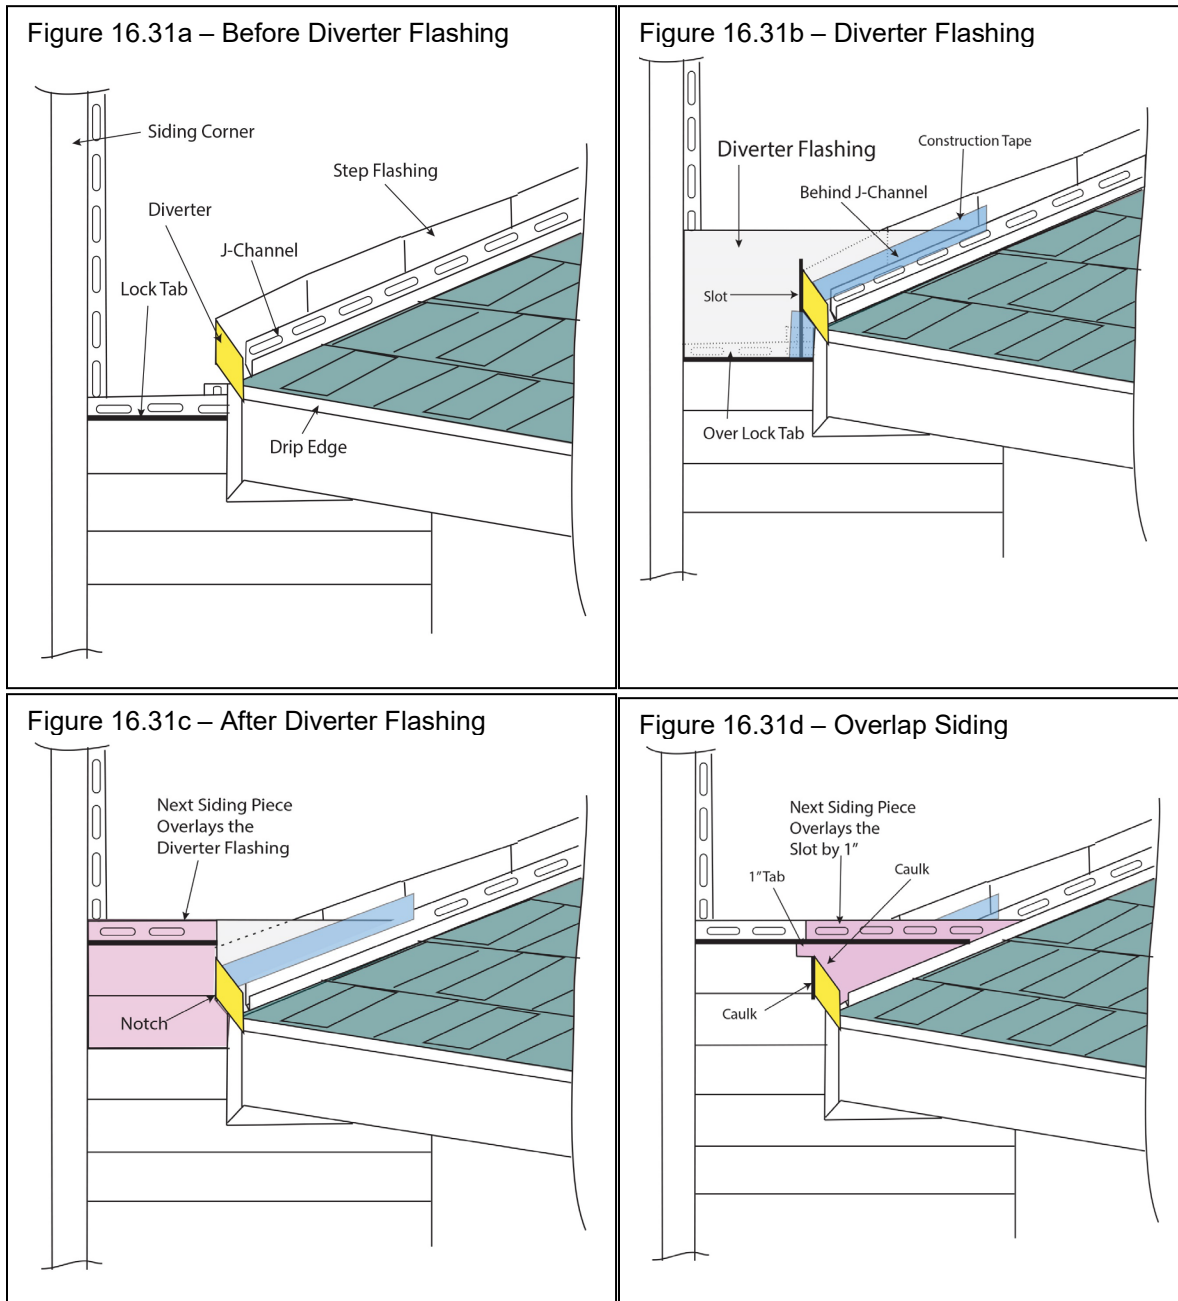 Figure 16.31a – Before Diverter Flashing
Siding Corner
Step Flashing
Diverter
J-Channel
Lock Tab
Drip Edge
Figure 16.31b – Diverter Flashing
Construction Tape
Diverter Flashing
Behind J-Channel
Slot
Over Lock Tab
Figure 16.31c – After Diverter Flashing
Next Siding Piece
Overlays the
Diverter Flashing
Notch
Figure 16.31d – Overlap Siding
Next Siding Piece
Overlays the
Slot by 1”
1” Tab
Caulk
Caulk